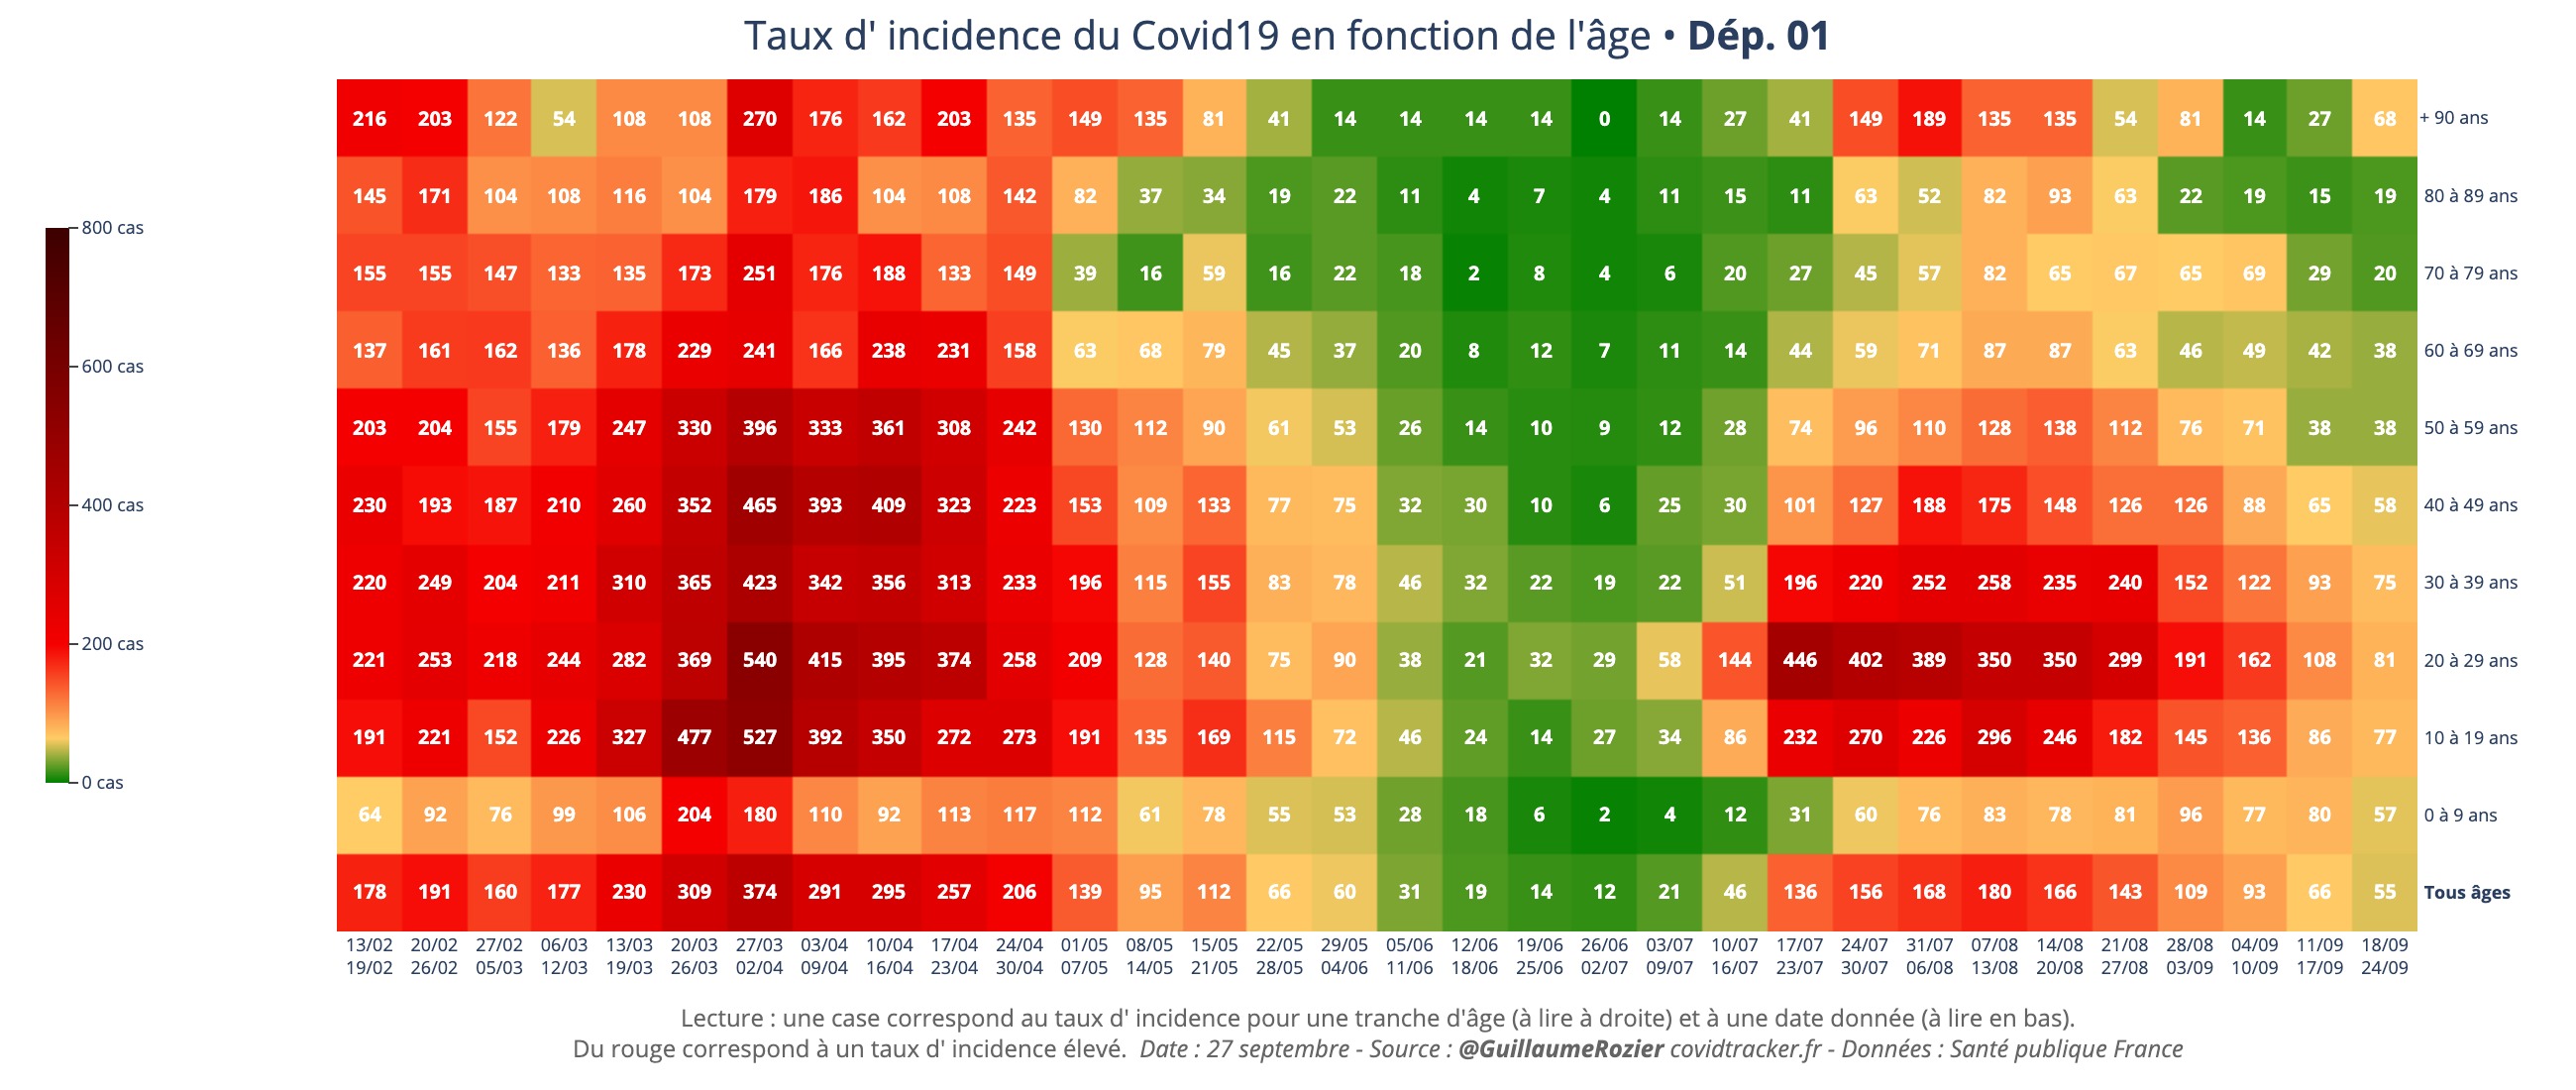 Taux d' incidence du Covid19 en fonction de l'âge • Dép. 01
800 cas
600 cas
400 cas
200 cas
0 cas
216 203 122 54 108 108 270 176 162 203 135 149 135 81 41 14 14 14 14 0 14 27 41 149 189 135 135 54 81 14 27 68 + 90 ans
145 171 104 108 116 104 179 186 104 108 142 82 37 34 19 22 11 4 7 4 11 15 11 63 52 82 93 63 22 19 15 19 80 à 89 ans
155 155 147 133 135 173 251 176 188 133 149 39 16 59 16 22 18 2 8 4 6 20 27 45 57 82 65 67 65 69 29 20 70 à 79 ans
137 161 162 136 178 229 241 166 238 231 158 63 68 79 45 37 20 8 12 7 11 14 44 59 71 87 87 63 46 49 42 38 60 à 69 ans
203 204 155 179 247 330 396 333 361 308 242 130 112 90 61 53 26 14 10 9 12 28 74 96 110 128 138 112 76 71 38 38 50 à 59 ans
230 193 187 210 260 352 465 393 409 323 223 153 109 133 77 75 32 30 10 6 25 30 101 127 188 175 148 126 126 88 65 58 40 à 49 ans
220 249 204 211 310 365 423 342 356 313 233 196 115 155 83 78 46 32 22 19 22 51 196 220 252 258 235 240 152 122 93 75 30 à 39 ans
221 253 218 244 282 369 540 415 395 374 258 209 128 140 75 90 38 21 32 29 58 144 446 402 389 350 350 299 191 162 108 81 20 à 29 ans
191 221 152 226 327 477 527 392 350 272 273 191 135 169 115 72 46 24 14 27 34 86 232 270 226 296 246 182 145 136 86 77 10 à 19 ans
64 92 76 99 106 204 180 110 92 113 117 112 61 78 55 53 28 18 6 2 4 12 31 60 76 83 78 81 96 77 80 57 0 à 9 ans
178 191 160 177 230 309 374 291 295 257 206 139 95 112 66 60 31 19 14 12 21 46 136 156 168 180 166 143 109 93 66 55 Tous âges
13/02 20/02 27/02 06/03 13/03 20/03 27/03 03/04 10/04 17/04 24/04 01/05 08/05 15/05 22/05 29/05 05/06 12/06 19/06 26/06 03/07 10/07 17/07 24/07 31/07 07/08 14/08 21/08 28/08 04/09 11/09 18/09
19/02 26/02 05/03 12/03 19/03 26/03 02/04 09/04 16/04 23/04 30/04 07/05 14/05 21/05 28/05 04/06 11/06 18/06 25/06 02/07 09/07 16/07 23/07 30/07 06/08 13/08 20/08 27/08 03/09 10/09 17/09 24/09
Lecture : une case correspond au taux d' incidence pour une tranche d'âge (à lire à droite) et à une date donnée (à lire en bas).
Du rouge correspond à un taux d' incidence élevé. Date : 27 septembre - Source : @GuillaumeRozier covidtracker.fr - Données : Santé publique France